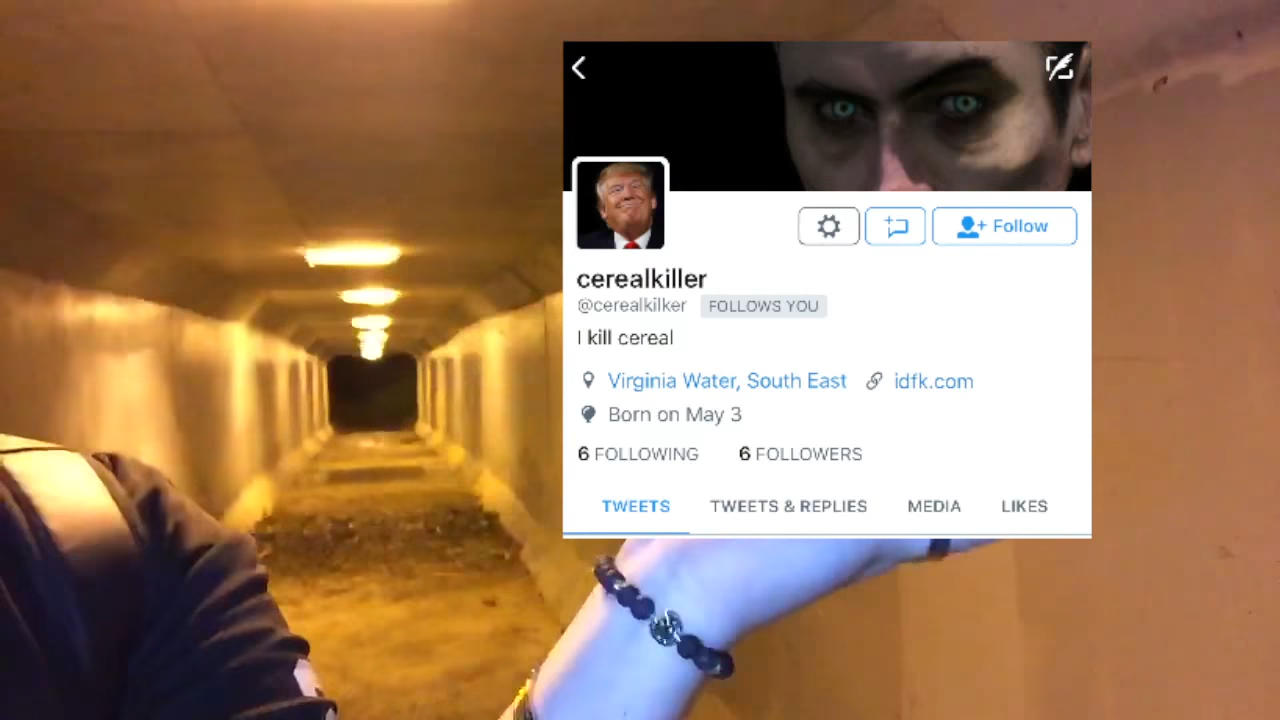 Follow
cerealkiller
@cerealkilker FOLLOWS YOU
I kill cereal
Virginia Water, South East idfk.com
Born on May 3
6 FOLLOWING 6 FOLLOWERS
TWEETS TWEETS & REPLIES MEDIA LIKES